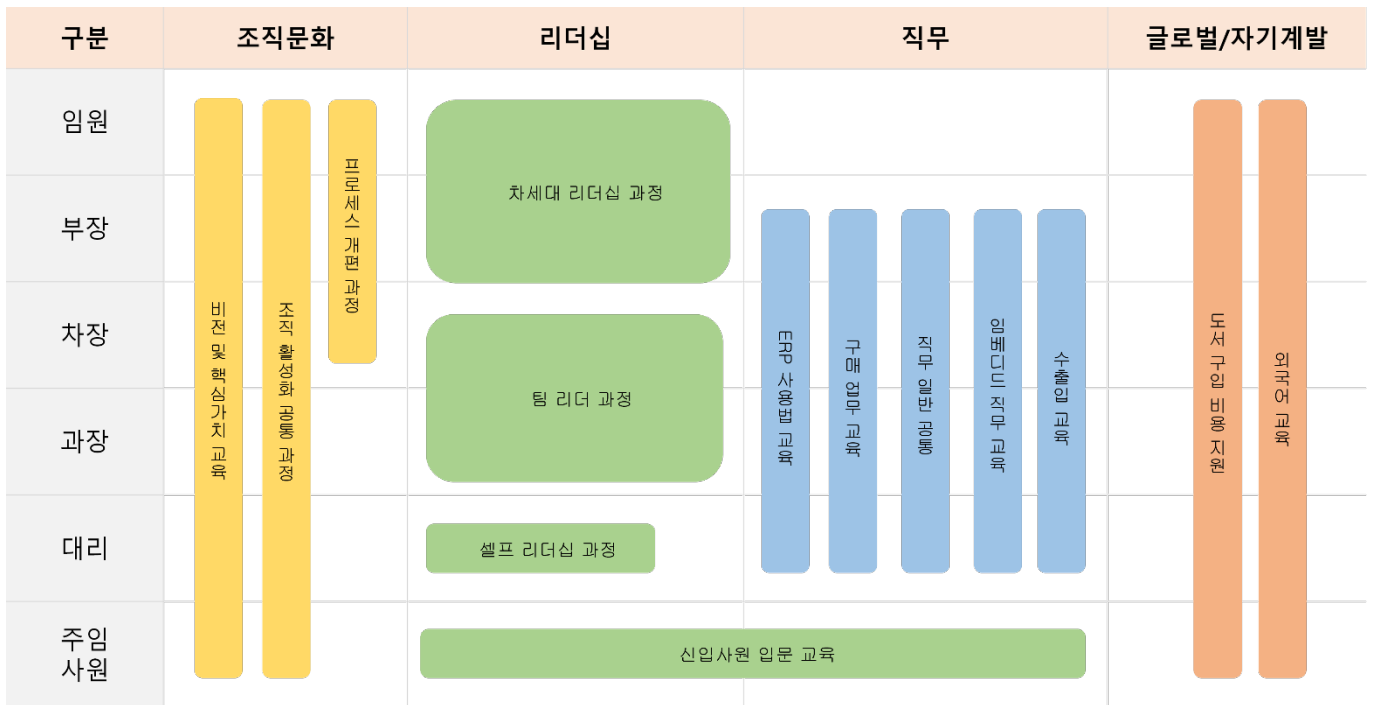 구분 조직문화 리더십 직무 글로벌/자기계발
임원
부장
차장
과장
대리
주임
사원
비전 및 핵심가치 교육
조직 활성화 공통 과정
프로세스 개편 과정
차세대 리더십 과정
팀 리더 과정
셀프 리더십 과정
신입사원 입문 교육
ERP 사용법 교육
구매 업무 교육
직무 일반 공통
임베디드 직무 교육
수출입 교육
도서 구입 비용 지원
외국어 교육